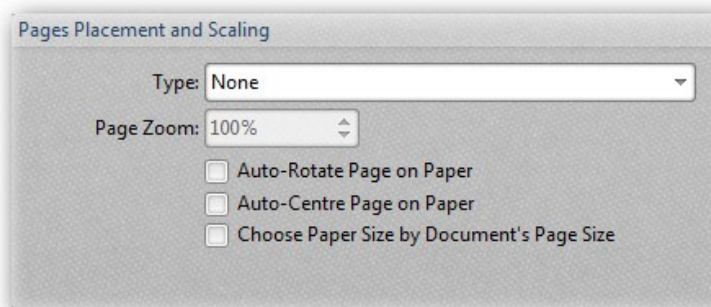 Pages Placement and Scaling
Type: None
Page Zoom: 100%
Auto-Rotate Page on Paper
Auto-Centre Page on Paper
Choose Paper Size by Document's Page Size